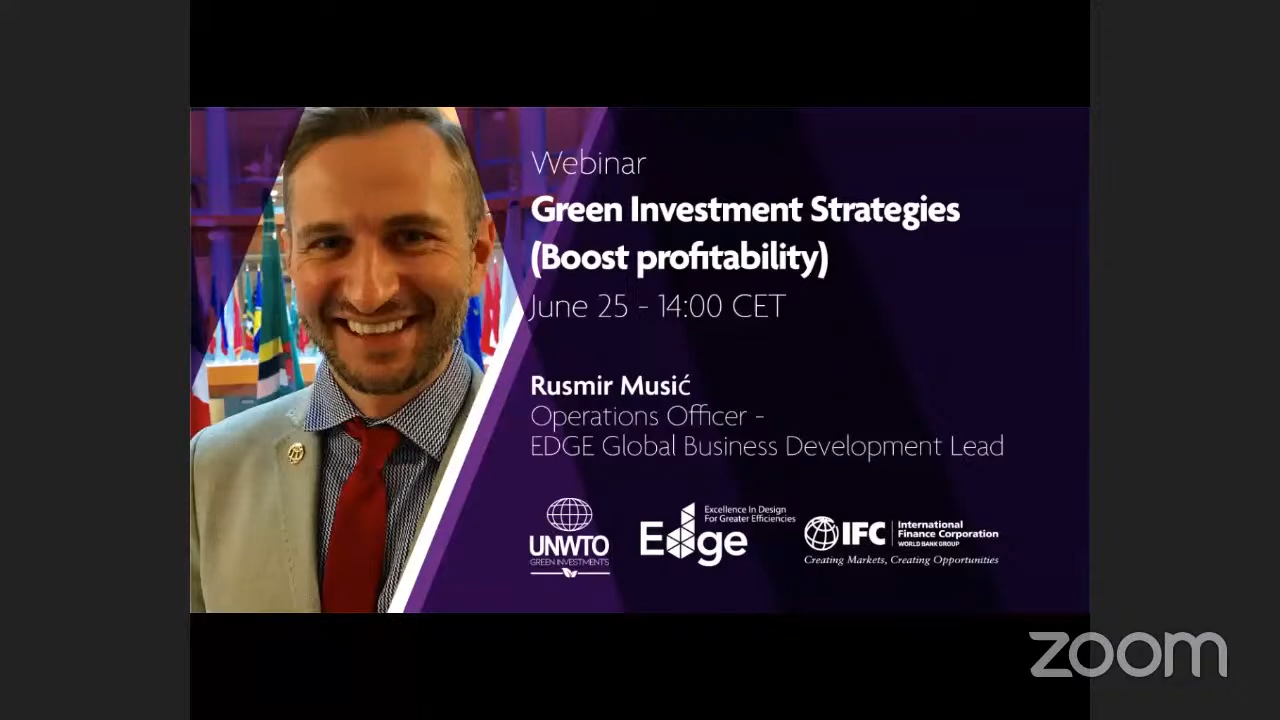 Webinar
Green Investment Strategies
(Boost profitability)
June 25 - 14:00 CET
Rusmir Musić
Operations Officer -
EDGE Global Business Development Lead
UNWTO
GREEN INVESTMENTS
Edge
Excellence In Design
For Greater Efficiencies
IFC
International
Finance Corporation
WORLD BANK GROUP
Creating Markets, Creating Opportunities
zoom